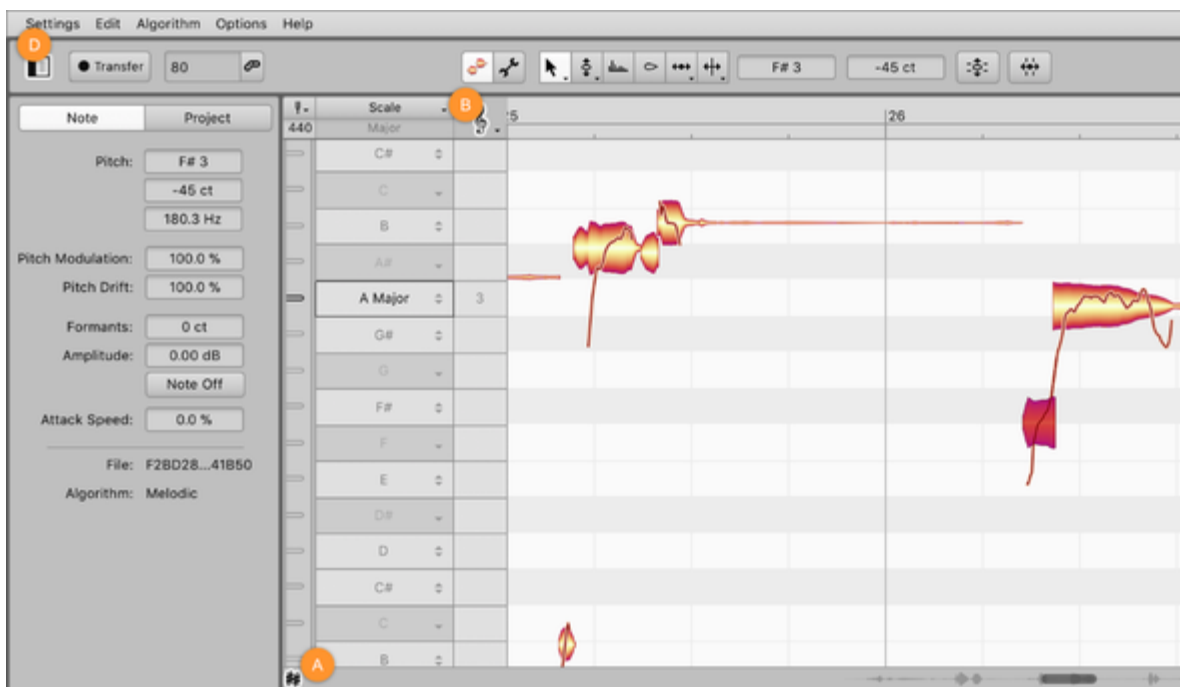 Settings Edit Algorithm Options Help
D
Transfer 80 F# 3 -45 ct
Note Project
Scale B 25 26
440 Major
Pitch: F# 3
-45 ct
180.3 Hz
Pitch Modulation: 100.0 %
Pitch Drift: 100.0 %
Formants: 0 ct
Amplitude: 0.00 dB
Note Off
Attack Speed: 0.0 %
File: F2BD28...41B50
Algorithm: Melodic
C#
C
B
A#
A Major 3
G#
G
F#
F
E
D#
D
C#
C
B
A